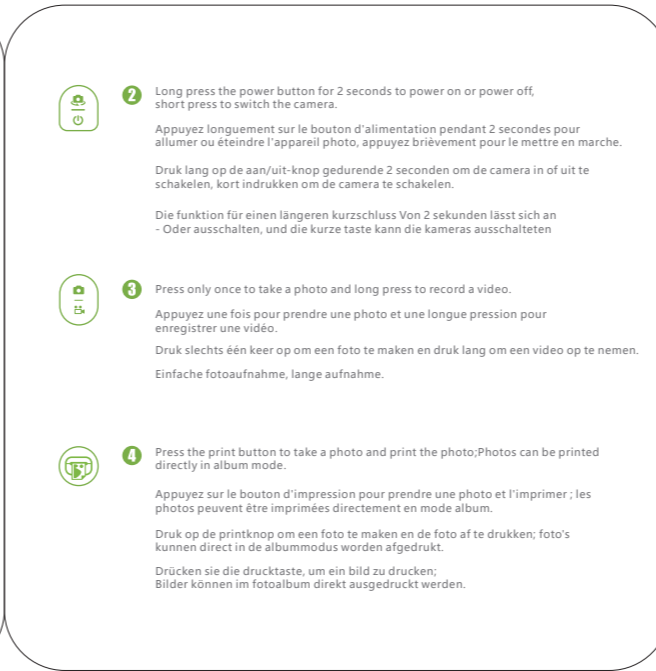 2 Long press the power button for 2 seconds to power on or power off,
short press to switch the camera.
Appuyez longuement sur le bouton d'alimentation pendant 2 secondes pour
allumer ou éteindre l'appareil photo, appuyez brièvement pour le mettre en marche.
Druk lang op de aan/uit-knop gedurende 2 seconden om de camera in of uit te
schakelen, kort indrukken om de camera te schakelen.
Die funktion für einen längeren kurzschluss Von 2 sekunden lässt sich an
- Oder ausschalten, und die kurze taste kann die kameras ausschalteten
3 Press only once to take a photo and long press to record a video.
Appuyez une fois pour prendre une photo et une longue pression pour
enregistrer une vidéo.
Druk slechts één keer op om een foto te maken en druk lang om een video op te nemen.
Einfache fotoaufnahme, lange aufnahme.
4 Press the print button to take a photo and print the photo;Photos can be printed
directly in album mode.
Appuyez sur le bouton d'impression pour prendre une photo et l'imprimer ; les
photos peuvent être imprimées directement en mode album.
Druk op de printknop om een foto te maken en de foto af te drukken; foto's
kunnen direct in de albummodus worden afgedrukt.
Drücken sie die drucktaste, um ein bild zu drucken;
Bilder können im fotoalbum direkt ausgedruckt werden.